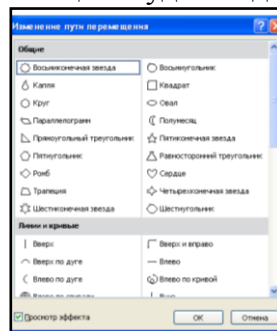 Изменение пути перемещения
Общие
Восьмиконечная звезда Восьмиугольник
Капля Квадрат
Круг Овал
Параллелограмм Полумесяц
Прямоугольный треугольник Пятиконечная звезда
Пятиугольник Равносторонний треугольник
Ромб Сердце
Трапеция Четырехконечная звезда
Шестиконечная звезда Шестиугольник
Линии и кривые
Вверх Вверх и вправо
Вверх по дуге Влево
Влево по дуге Влево по кривой
Просмотр эффекта ОК Отмена